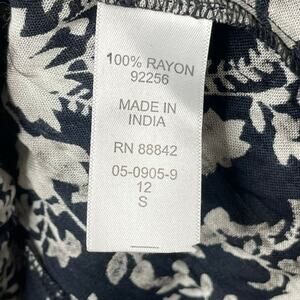 100% RAYON
92256
MADE IN
INDIA
RN 88842
05-0905-9
12
S